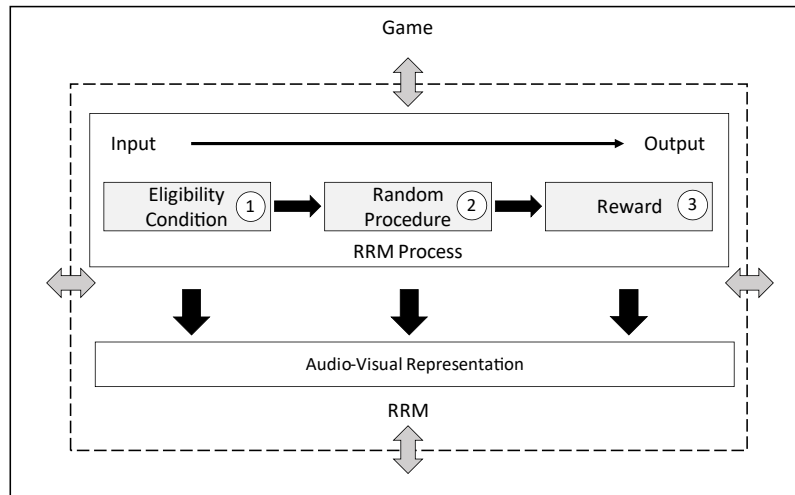 Game
Input
Output
Eligibility
Condition
1
Random
Procedure
2
Reward
3
RRM Process
Audio-Visual Representation
RRM